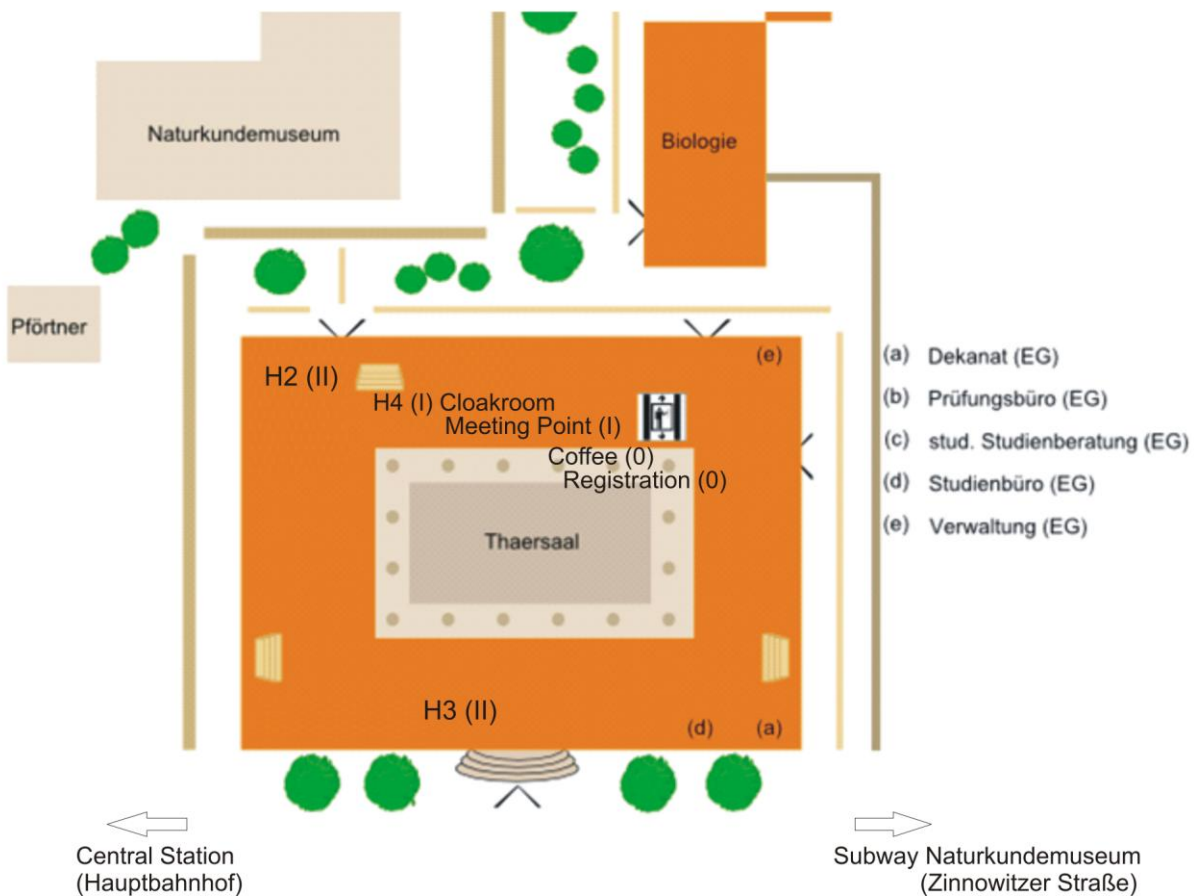 Naturkundemuseum
Biologie
Pförtner
(e)
H2 (II)
H4 (I) Cloakroom
Meeting Point (I)
Coffee (0)
Registration (0)
Thaersaal
H3 (II)
(d)
(a)
(a) Dekanat (EG)
(b) Prüfungsbüro (EG)
(c) stud. Studienberatung (EG)
(d) Studienbüro (EG)
(e) Verwaltung (EG)
Central Station
(Hauptbahnhof)
Subway Naturkundemuseum
(Zinnowitzer Straße)